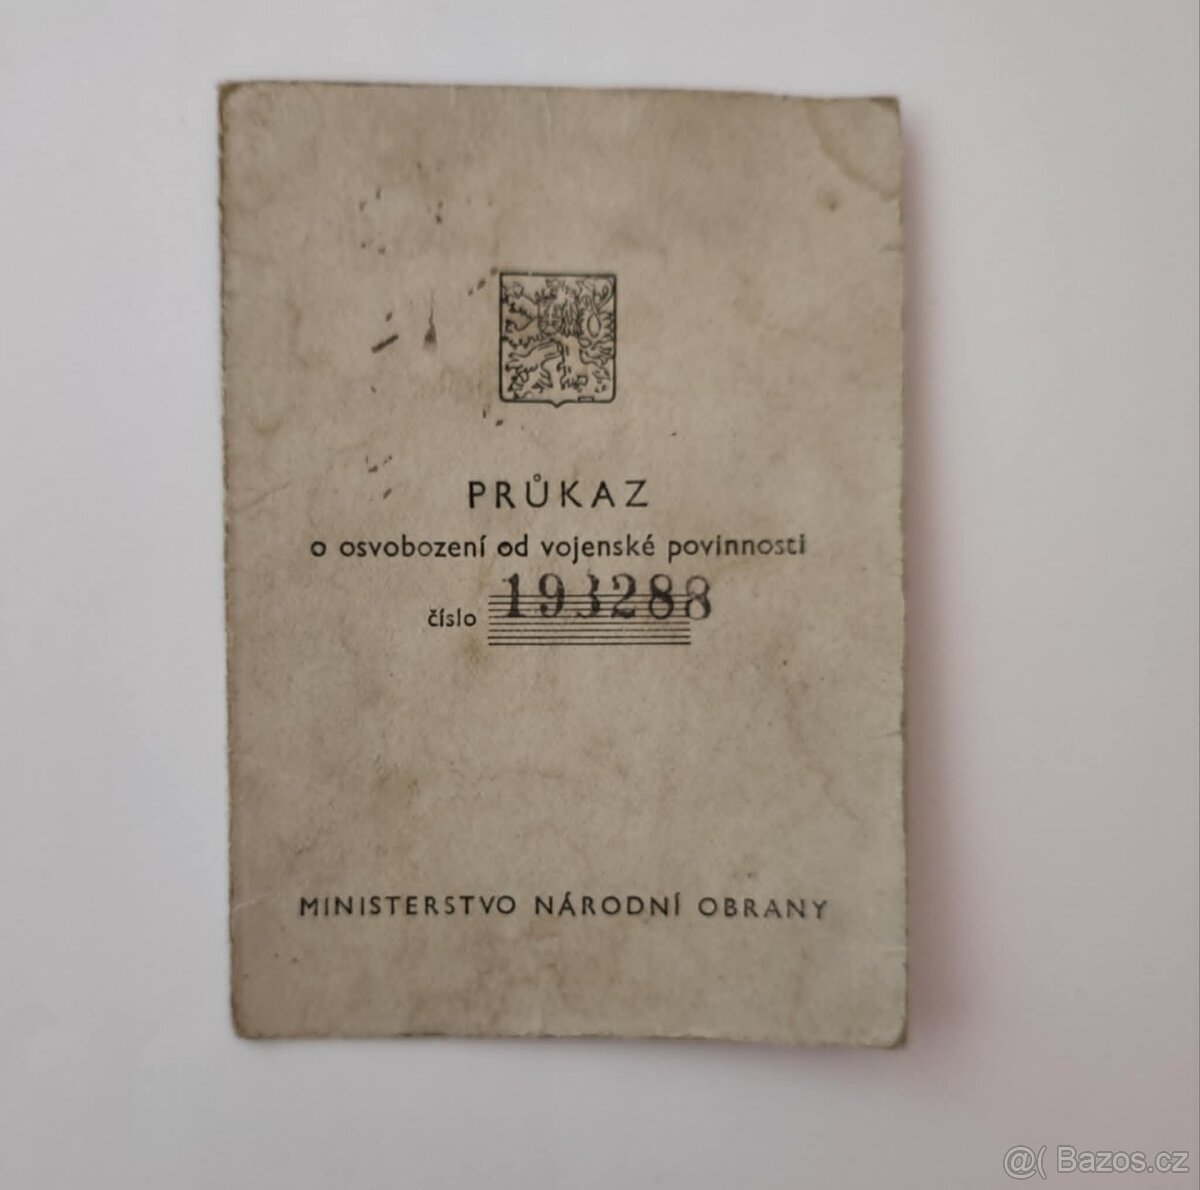 PRŮKAZ
o osvobození od vojenské povinnosti
číslo 193288
MINISTERSTVO NÁRODNÍ OBRANY
@( Bazos.cz